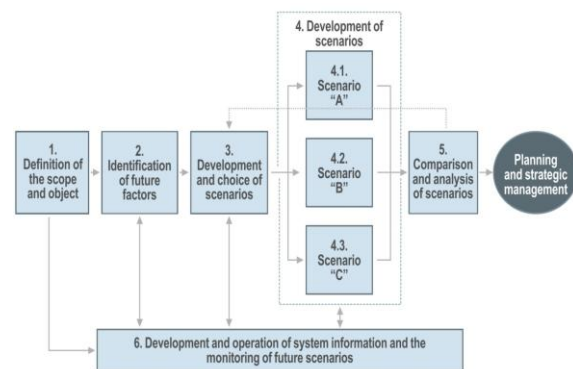 4. Development of
scenarios
4.1.
Scenario
“A”
1.
Definition of
the scope
and object
2.
Identification
of future
factors
3.
Development
and choice of
scenarios
4.2.
Scenario
“B”
5.
Comparison
and analysis
of scenarios
Planning
and strategic
management
4.3.
Scenario
“C”
6. Development and operation of system information and the
monitoring of future scenarios